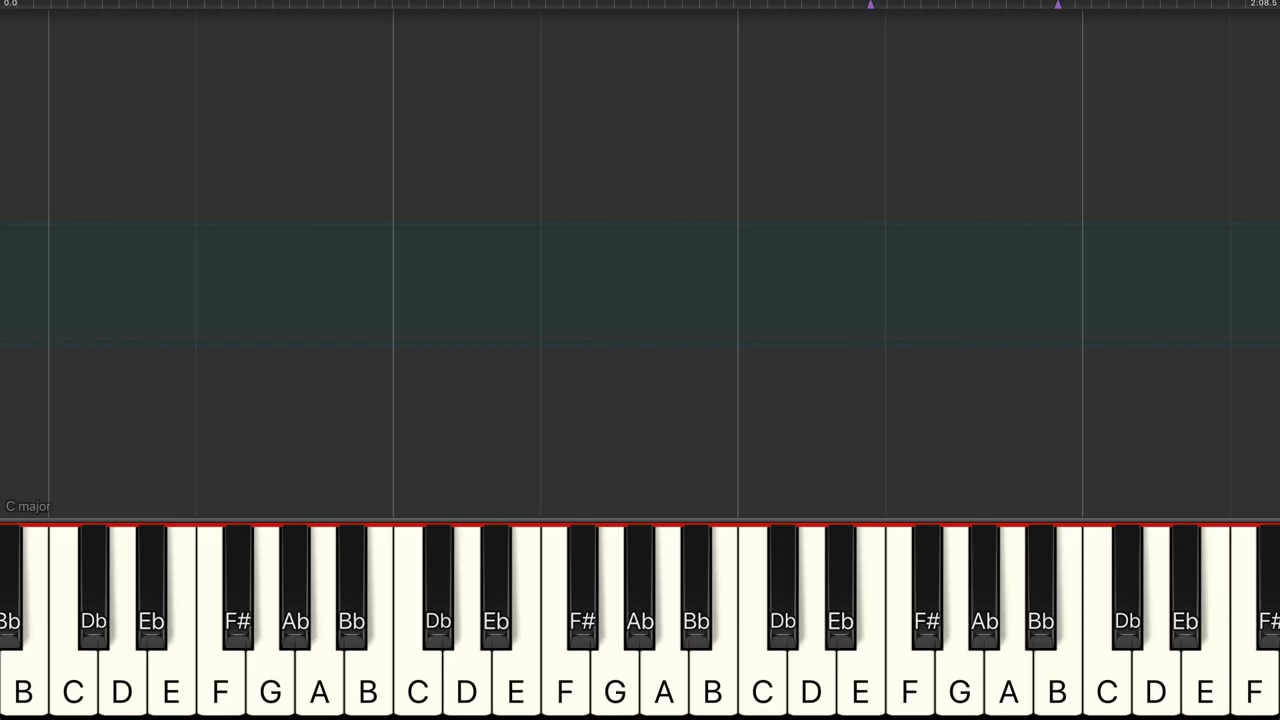 0.0 2:08.5
C major
Bb Db Eb F# Ab Bb Db Eb F# Ab Bb Db Eb F# Ab Bb Db Eb F#
B C D E F G A B C D E F G A B C D E F G A B C D E F